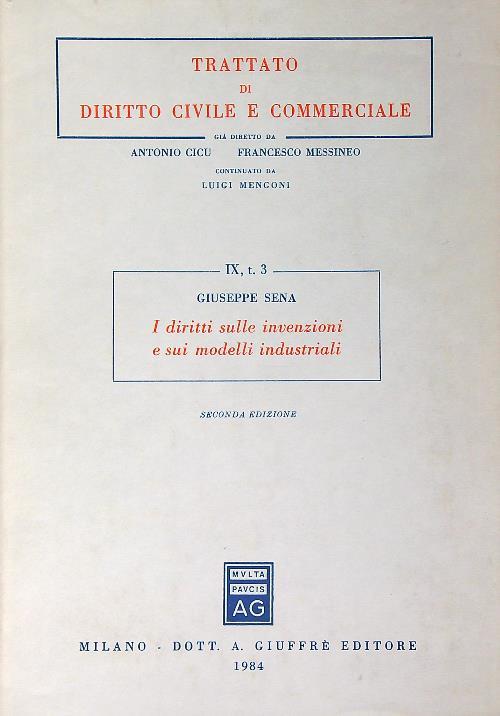 TRATTATO
DI
DIRITTO CIVILE E COMMERCIALE
GIÀ DIRETTO DA
ANTONIO CICU FRANCESCO MESSINEO
CONTINUATO DA
LUIGI MENGONI
IX, t. 3
GIUSEPPE SENA
I diritti sulle invenzioni
e sui modelli industriali
SECONDA EDIZIONE
MVLTA
PAVCIS
AG
MILANO - DOTT. A. GIUFFRÈ EDITORE
1984